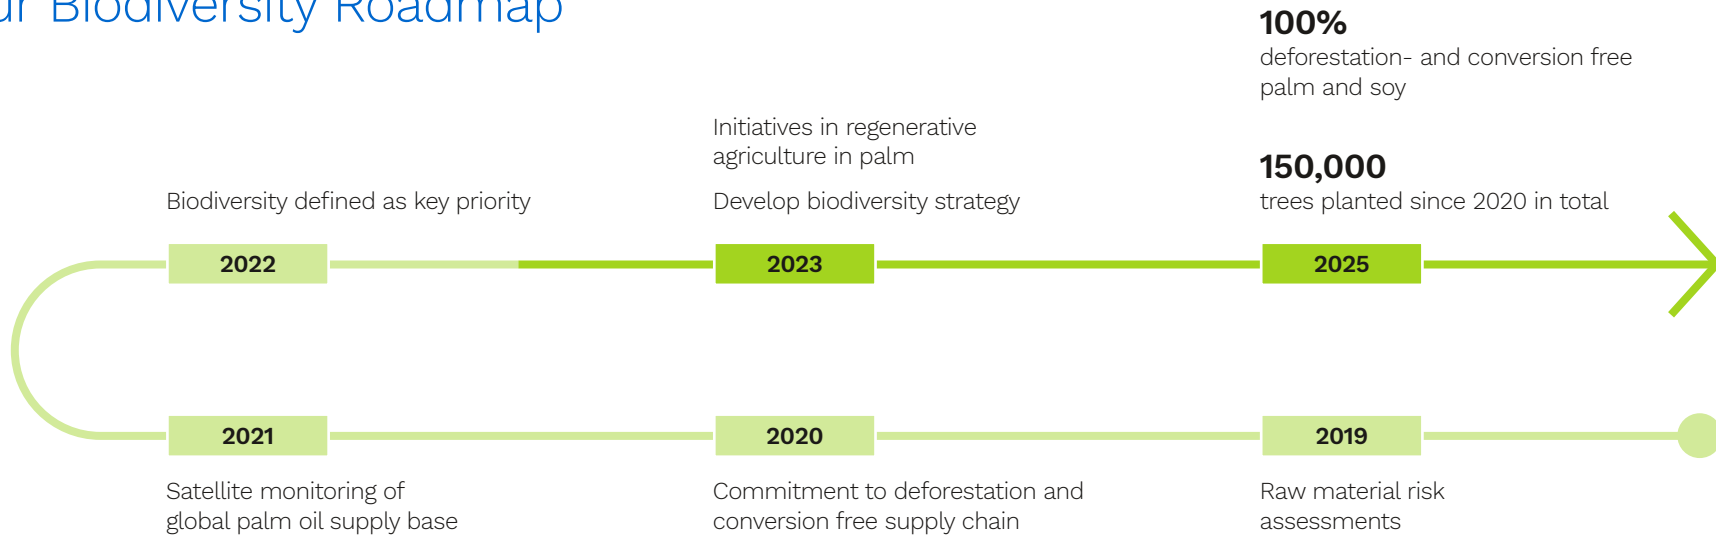 ur Biodiversity Roadmap
100%
deforestation- and conversion free
palm and soy
150,000
trees planted since 2020 in total
Initiatives in regenerative
agriculture in palm
Develop biodiversity strategy
Biodiversity defined as key priority
2022
2023
2025
2021
2020
2019
Satellite monitoring of
global palm oil supply base
Commitment to deforestation and
conversion free supply chain
Raw material risk
assessments